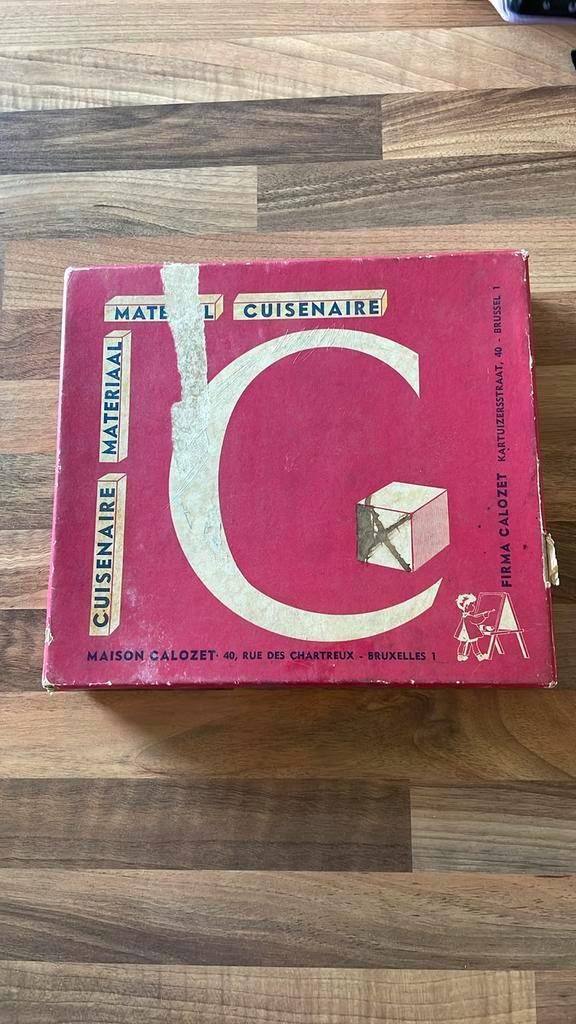 CUISENAIRE
CUISENAIRE MATERIAAL
MAISON CALOZET· 40, RUE DES CHARTREUX - BRUXELLES 1
FIRMA CALOZET KARTUIZERSSTRAAT, 40 - BRUSSEL 1
C